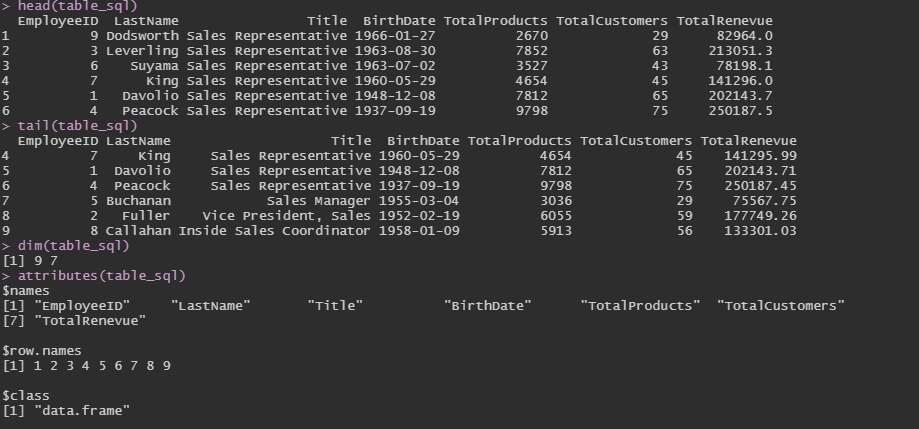 > head(table_sql)
  EmployeeID  LastName                Title  BirthDate TotalProducts TotalCustomers TotalRenevue
1          9 Dodsworth Sales Representative 1966-01-27          2670             29      82964.0
2          3 Leverling Sales Representative 1963-08-30          7852             63     213051.3
3          6    Suyama Sales Representative 1963-07-02          3527             43      78198.1
4          7      King Sales Representative 1960-05-29          4654             45     141296.0
5          1   Davolio Sales Representative 1948-12-08          7812             65     202143.7
6          4   Peacock Sales Representative 1937-09-19          9798             75     250187.5
> tail(table_sql)
  EmployeeID LastName                    Title  BirthDate TotalProducts TotalCustomers TotalRenevue
4          7     King     Sales Representative 1960-05-29          4654             45    141295.99
5          1  Davolio     Sales Representative 1948-12-08          7812             65    202143.71
6          4  Peacock     Sales Representative 1937-09-19          9798             75    250187.45
7          5 Buchanan            Sales Manager 1955-03-04          3036             29     75567.75
8          2   Fuller    Vice President, Sales 1952-02-19          6055             59    177749.26
9          8 Callahan Inside Sales Coordinator 1958-01-09          5913             56    133301.03
> dim(table_sql)
[1] 9 7
> attributes(table_sql)
$names
[1] "EmployeeID"     "LastName"       "Title"          "BirthDate"      "TotalProducts"  "TotalCustomers"
[7] "TotalRenevue"
$row.names
[1] 1 2 3 4 5 6 7 8 9
$class
[1] "data.frame"